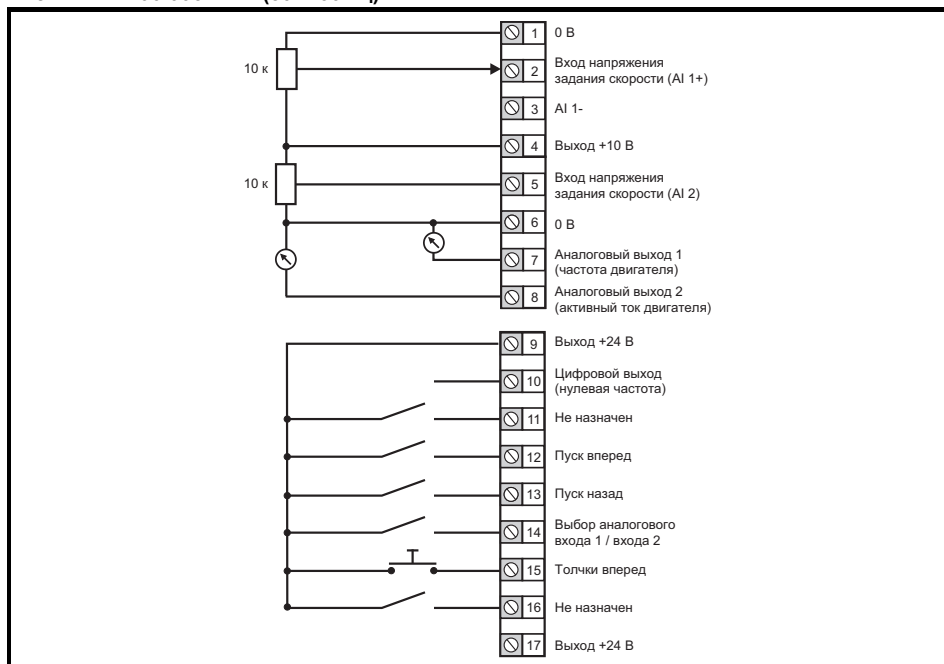 1 0 В
10 к
2 Вход напряжения
задания скорости (AI 1+)
3 AI 1-
4 Выход +10 В
10 к
5 Вход напряжения
задания скорости (AI 2)
6 0 В
7 Аналоговый выход 1
(частота двигателя)
8 Аналоговый выход 2
(активный ток двигателя)
9 Выход +24 В
10 Цифровой выход
(нулевая частота)
11 Не назначен
12 Пуск вперед
13 Пуск назад
14 Выбор аналогового
входа 1 / входа 2
15 Толчки вперед
16 Не назначен
17 Выход +24 В